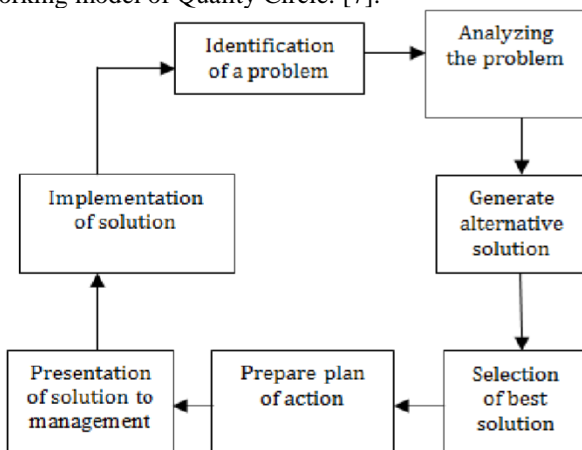 orking model of Quality Circle. [7].
Identification
of a problem
Analyzing
the problem
Generate
alternative
solution
Selection
of best
solution
Prepare plan
of action
Presentation
of solution to
management
Implementation
of solution